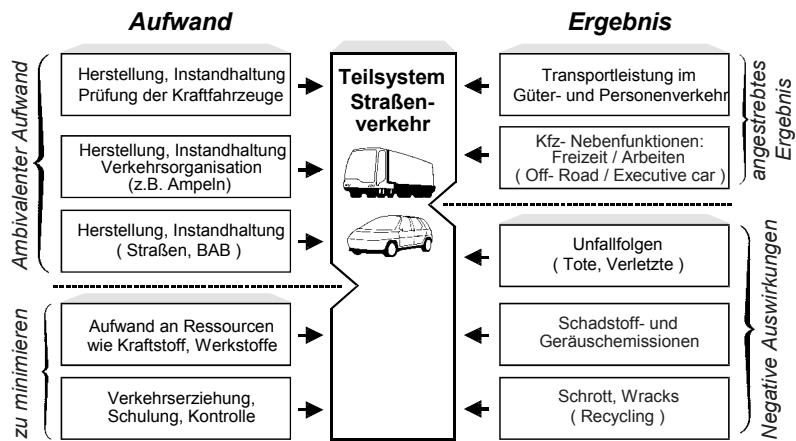 Aufwand
Ergebnis
Ambivalenter Aufwand
Herstellung, Instandhaltung
Prüfung der Kraftfahrzeuge
Herstellung, Instandhaltung
Verkehrsorganisation
(z.B. Ampeln)
Herstellung, Instandhaltung
( Straßen, BAB )
zu minimieren
Aufwand an Ressourcen
wie Kraftstoff, Werkstoffe
Verkehrserziehung,
Schulung, Kontrolle
Teilsystem
Straßen-
verkehr
Transportleistung im
Güter- und Personenverkehr
Kfz- Nebenfunktionen:
Freizeit / Arbeiten
( Off- Road / Executive car )
angestrebtes
Ergebnis
Unfallfolgen
( Tote, Verletzte )
Schadstoff- und
Geräuschemissionen
Schrott, Wracks
( Recycling )
Negative Auswirkungen